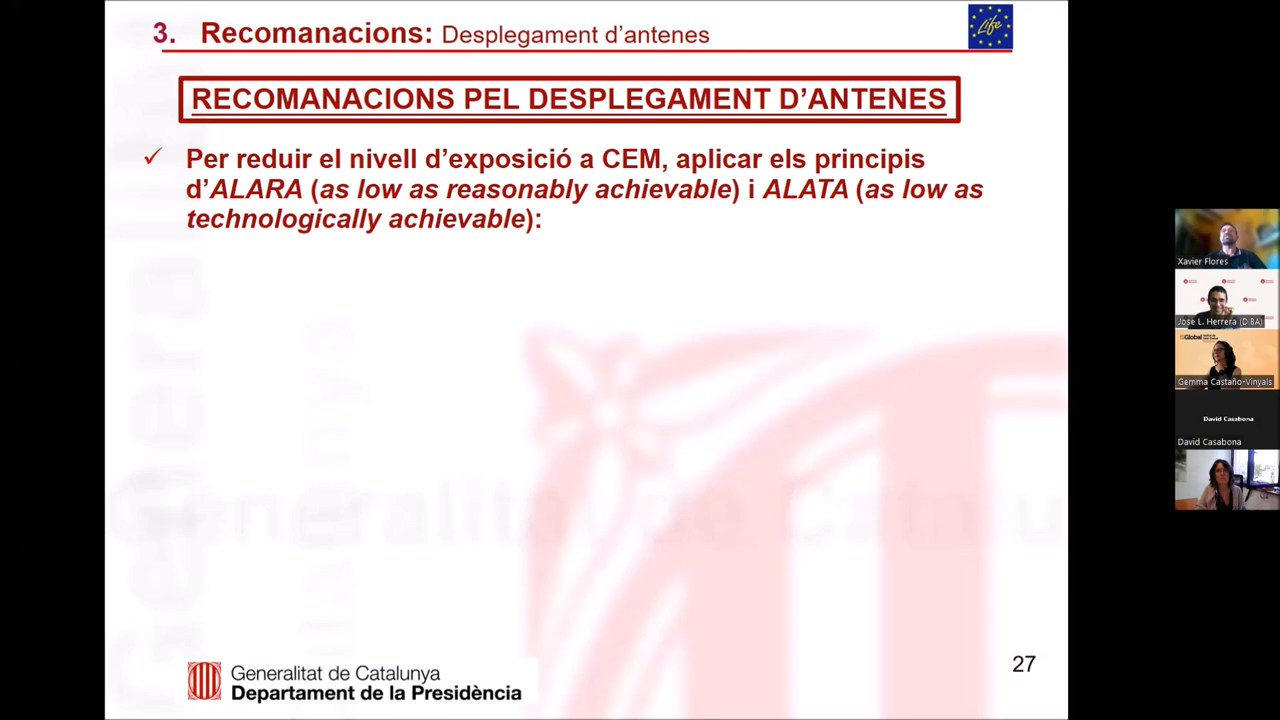 3. Recomanacions: Desplegament d’antenes
Life
RECOMANACIONS PEL DESPLEGAMENT D’ANTENES
✓ Per reduir el nivell d’exposició a CEM, aplicar els principis
d’ALARA (as low as reasonably achievable) i ALATA (as low as
technologically achievable):
Generalitat de Catalunya
Departament de la Presidència
27
Xavier Flores
Jose L. Herrera (DIBA)
Gemma Castaño-Vinyals
David Casabona
David Casabona